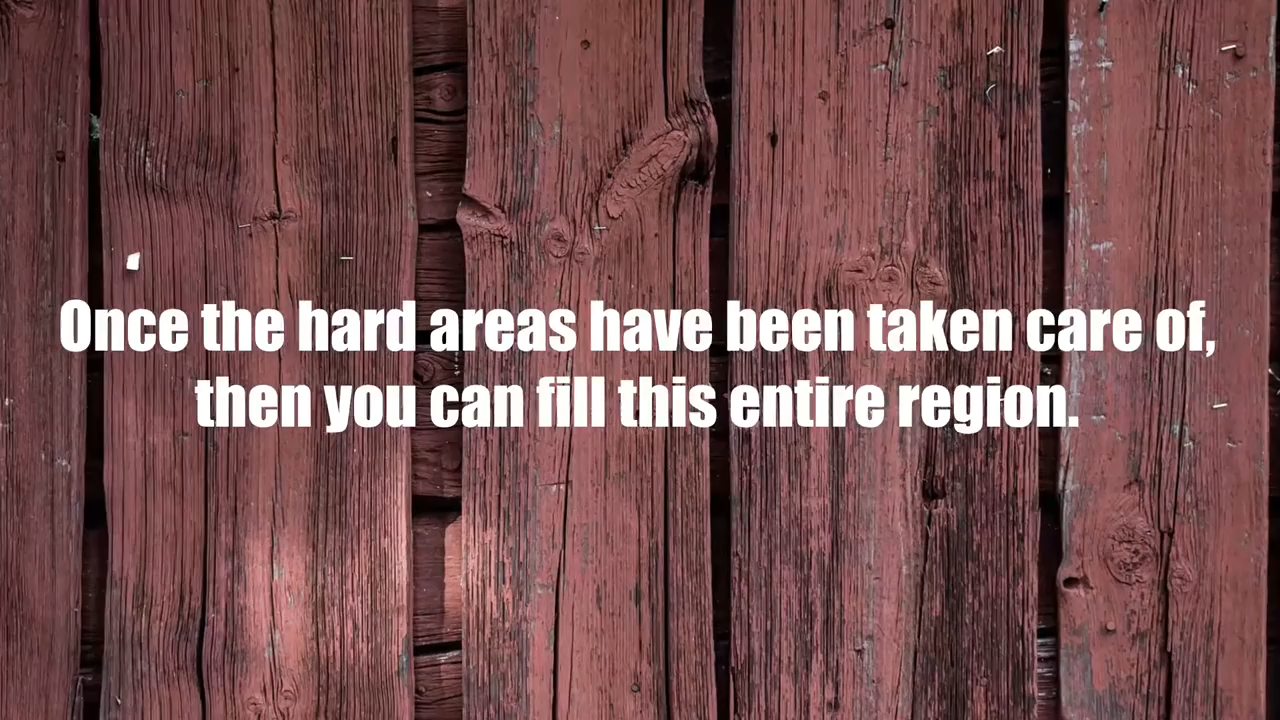 Once the hard areas have been taken care of,
then you can fill this entire region.